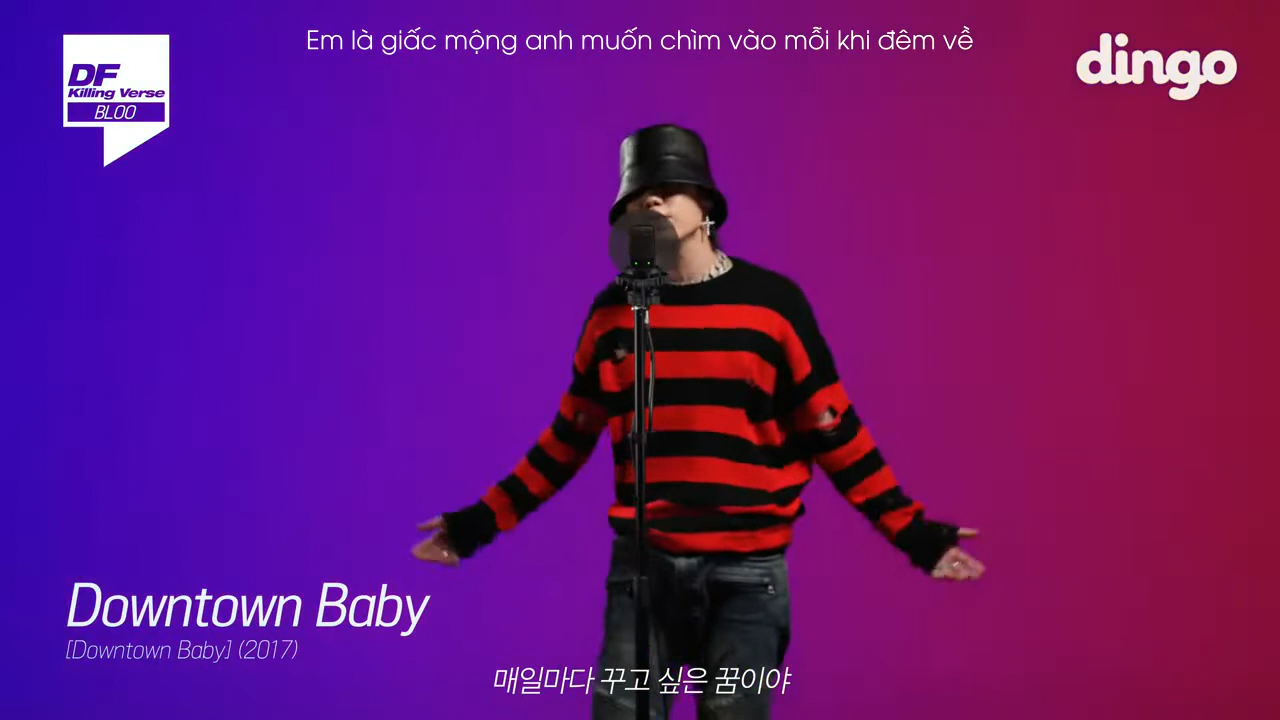 Em là giấc mộng anh muốn chìm vào mỗi khi đêm về
DF
Killing Verse
BLOO
dingo
Downtown Baby
[Downtown Baby] (2017)
매일마다 꾸고 싶은 꿈이야